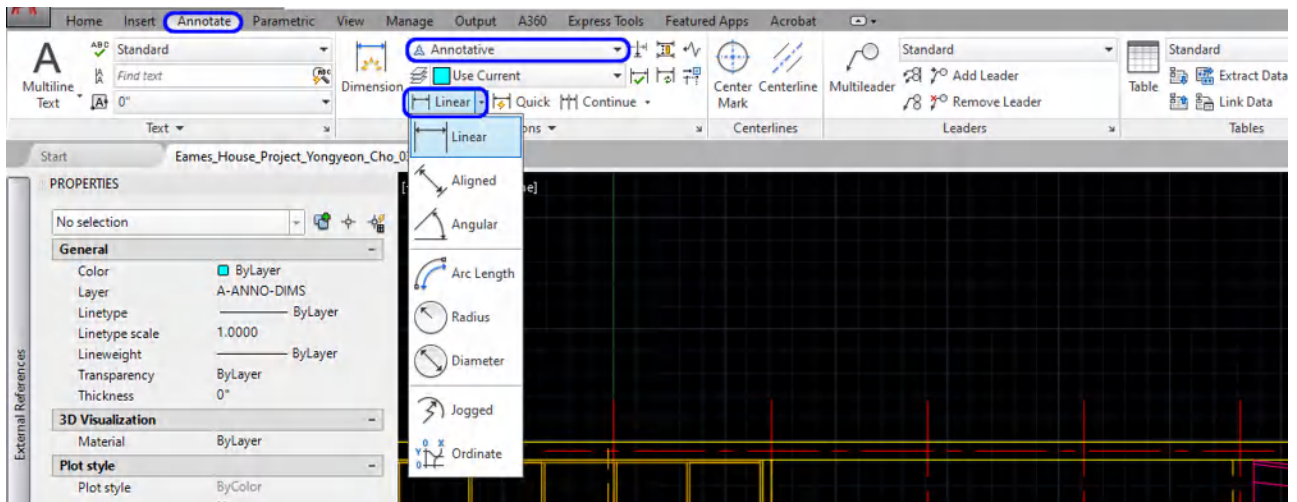 Home Insert Annotate Parametric View Manage Output A360 Express Tools Featured Apps Acrobat
A
Multiline
Text
ABC Standard
Find text
0"
Text
Dimension
Annotative
Use Current
Linear Quick Continue
ons
Center
Mark
Centerline
Centerlines
Multileader
Standard
Add Leader
Remove Leader
Leaders
Table
Standard
Extract Data
Link Data
Tables
Start
Eames_House_Project_Yongyeon_Cho_0
Linear
Aligned
Angular
Arc Length
Radius
Diameter
Jogged
Ordinate
PROPERTIES
No selection
General
Color ByLayer
Layer A-ANNO-DIMS
Linetype ByLayer
Linetype scale 1.0000
Lineweight ByLayer
Transparency ByLayer
Thickness 0"
3D Visualization
Material ByLayer
Plot style
Plot style ByColor
External References